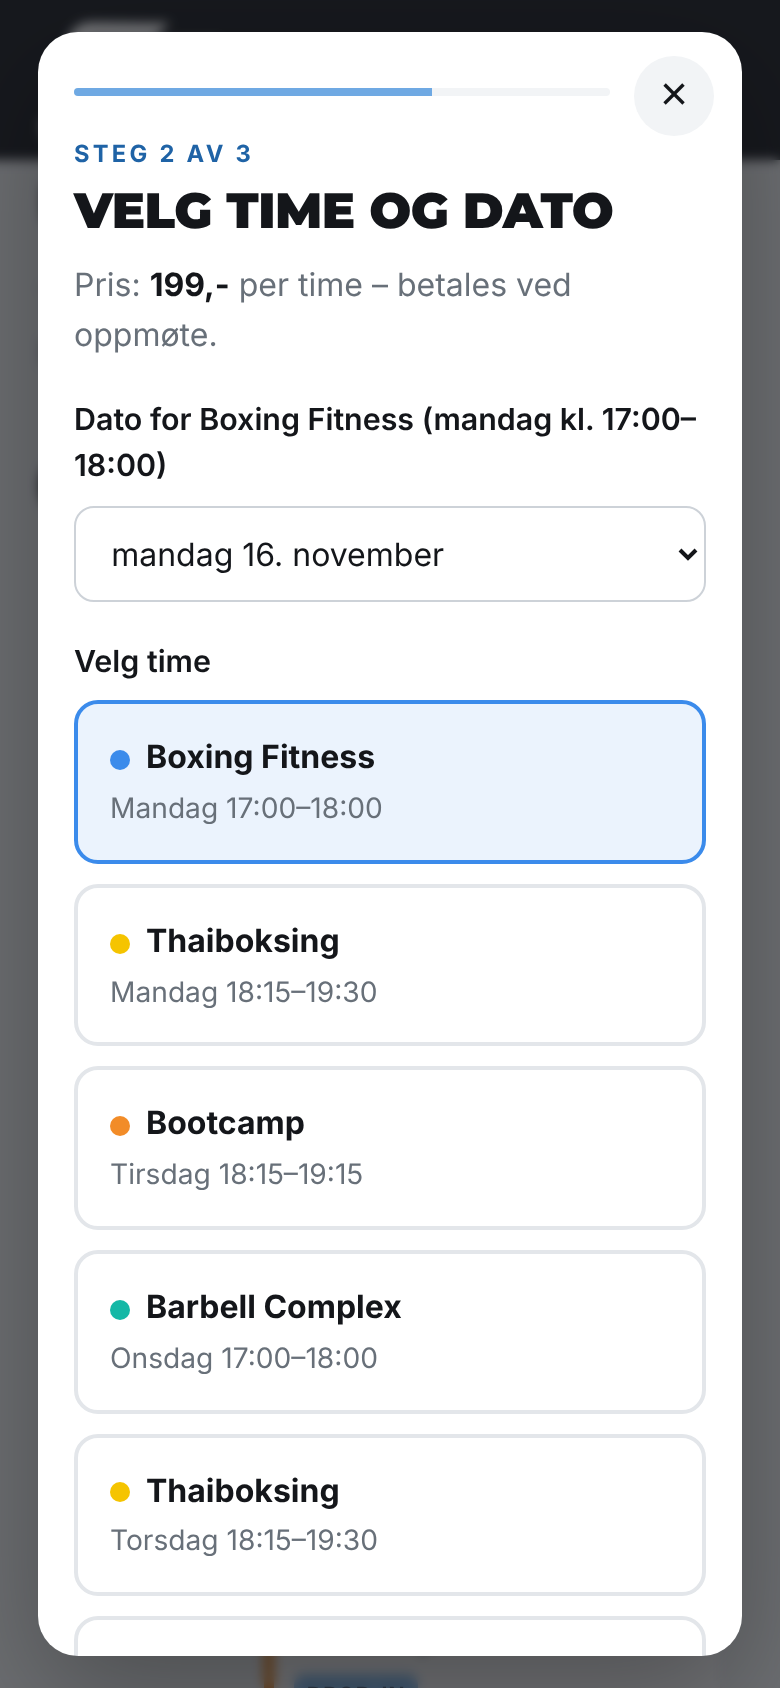 STEG 2 AV 3
VELG TIME OG DATO
Pris: 199,- per time – betales ved
oppmøte.
Dato for Boxing Fitness (mandag kl. 17:00–
18:00)
mandag 16. november
Velg time
Boxing Fitness
Mandag 17:00–18:00
Thaiboksing
Mandag 18:15–19:30
Bootcamp
Tirsdag 18:15–19:15
Barbell Complex
Onsdag 17:00–18:00
Thaiboksing
Torsdag 18:15–19:30